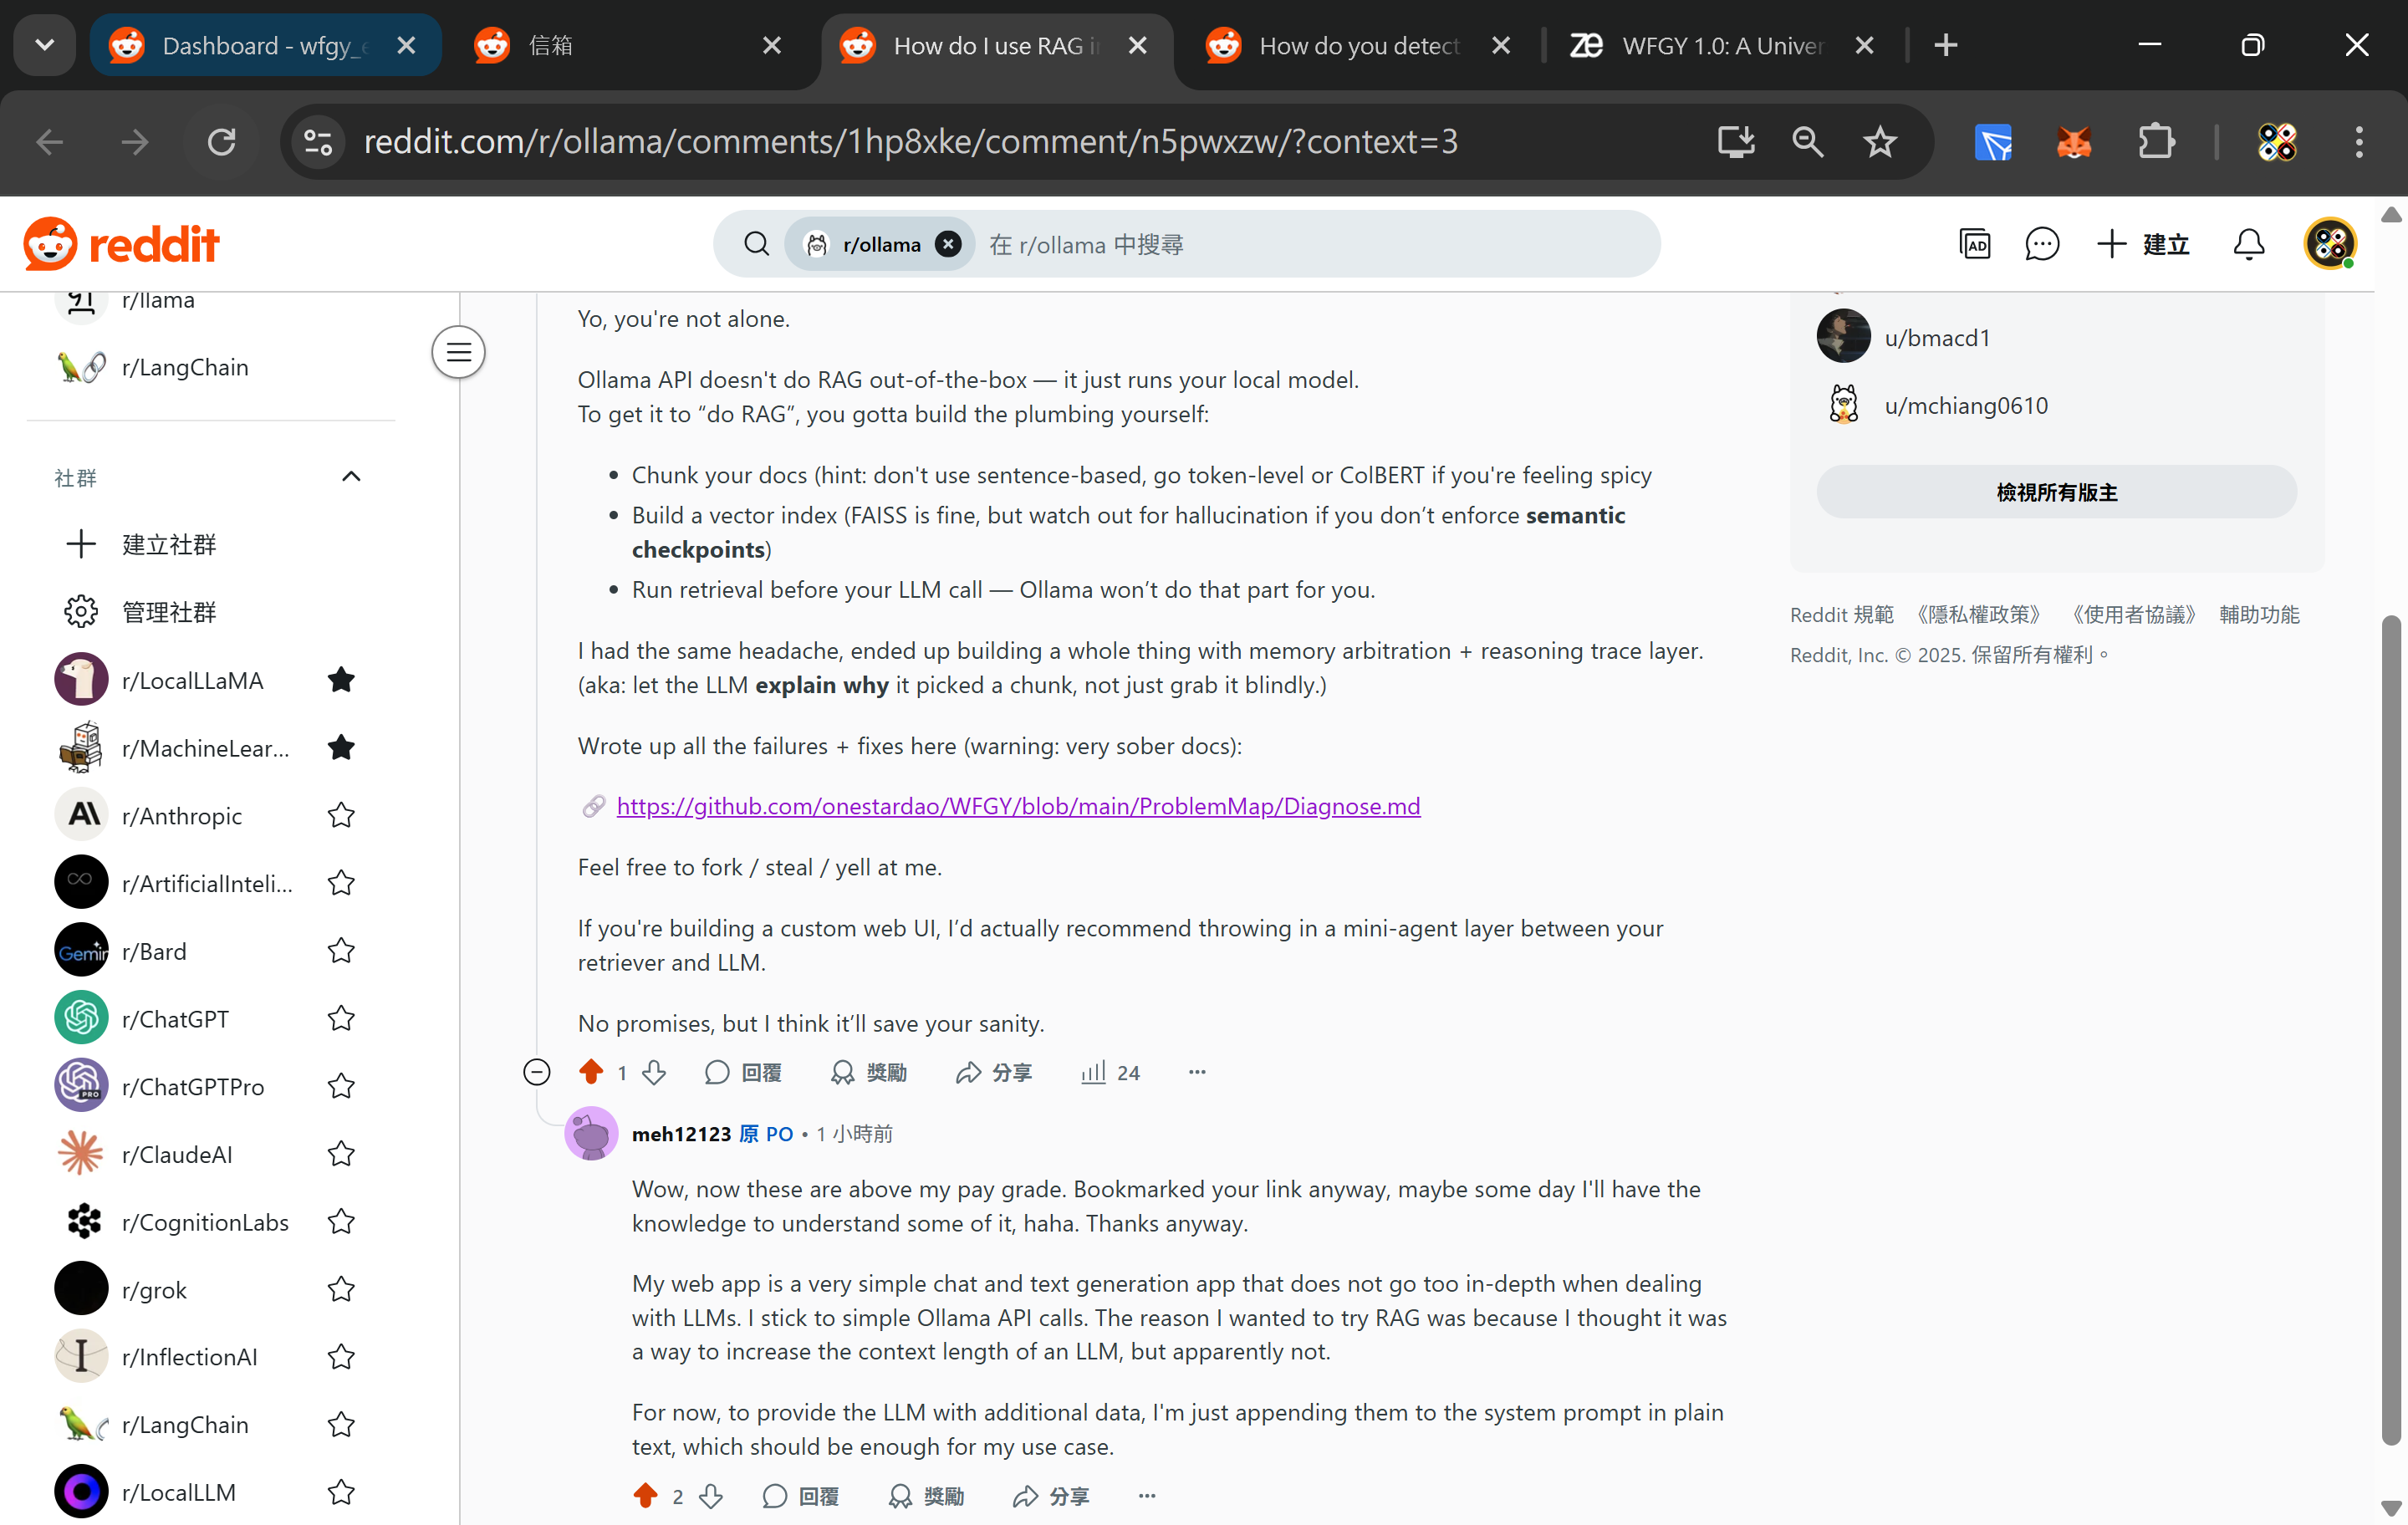 Dashboard - wfgy_e
信箱
How do I use RAG i
How do you detect
WFGY 1.0: A Univer
reddit.com/r/ollama/comments/1hp8xke/comment/n5pwxzw/?context=3
reddit
r/ollama
在 r/ollama 中搜尋
AD
建立
r/llama
r/LangChain
社群
建立社群
管理社群
r/LocalLLaMA
r/MachineLear...
r/Anthropic
r/ArtificialInteli...
r/Bard
r/ChatGPT
r/ChatGPTPro
r/ClaudeAI
r/CognitionLabs
r/grok
r/InflectionAI
r/LangChain
r/LocalLLM
Yo, you're not alone.
Ollama API doesn't do RAG out-of-the-box — it just runs your local model.
To get it to “do RAG”, you gotta build the plumbing yourself:
• Chunk your docs (hint: don't use sentence-based, go token-level or ColBERT if you're feeling spicy
• Build a vector index (FAISS is fine, but watch out for hallucination if you don’t enforce semantic
checkpoints)
• Run retrieval before your LLM call — Ollama won’t do that part for you.
I had the same headache, ended up building a whole thing with memory arbitration + reasoning trace layer.
(aka: let the LLM explain why it picked a chunk, not just grab it blindly.)
Wrote up all the failures + fixes here (warning: very sober docs):
https://github.com/onestardao/WFGY/blob/main/ProblemMap/Diagnose.md
Feel free to fork / steal / yell at me.
If you're building a custom web UI, I’d actually recommend throwing in a mini-agent layer between your
retriever and LLM.
No promises, but I think it’ll save your sanity.
1 回覆 獎勵 分享 24 ...
meh12123 原 PO • 1 小時前
Wow, now these are above my pay grade. Bookmarked your link anyway, maybe some day I'll have the
knowledge to understand some of it, haha. Thanks anyway.
My web app is a very simple chat and text generation app that does not go too in-depth when dealing
with LLMs. I stick to simple Ollama API calls. The reason I wanted to try RAG was because I thought it was
a way to increase the context length of an LLM, but apparently not.
For now, to provide the LLM with additional data, I'm just appending them to the system prompt in plain
text, which should be enough for my use case.
2 回覆 獎勵 分享 ...
u/bmacd1
u/mchiang0610
檢視所有版主
Reddit 規範 《隱私權政策》 《使用者協議》 輔助功能
Reddit, Inc. © 2025. 保留所有權利。